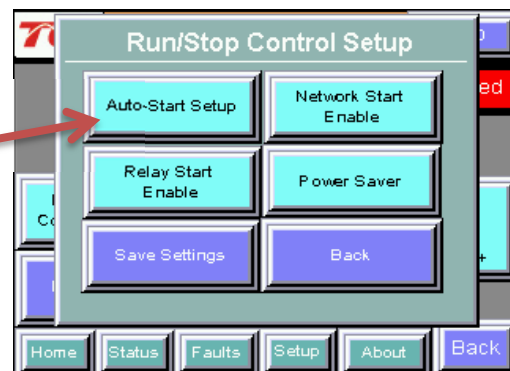 Run/Stop Control Setup
ed
Auto-Start Setup
Network Start
Enable
Relay Start
Enable
Power Saver
Save Settings
Back
+
Home
Status
Faults
Setup
About
Back